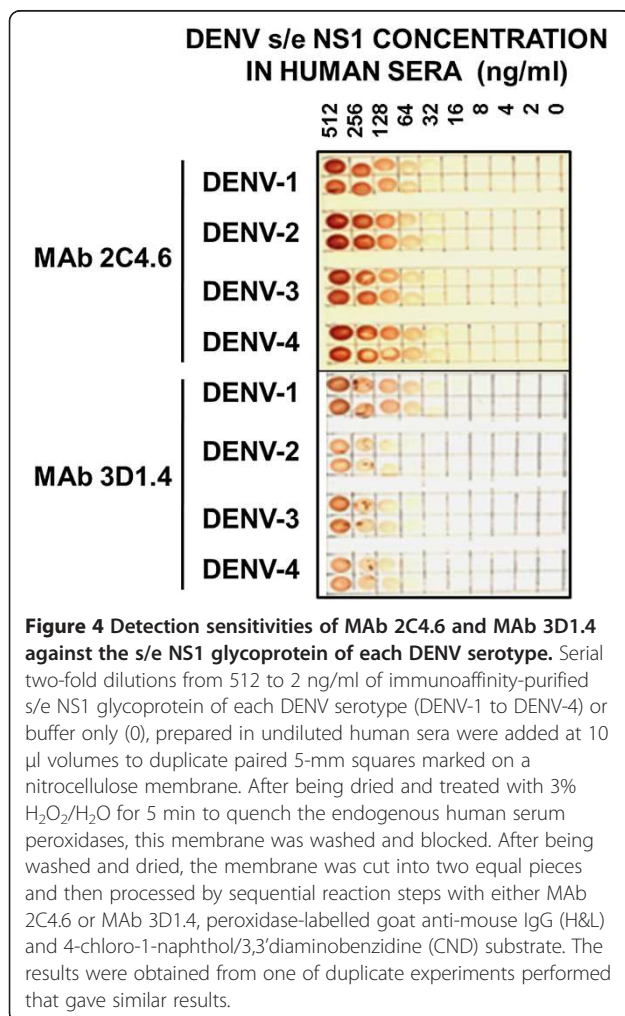 DENV s/e NS1 CONCENTRATION
IN HUMAN SERA (ng/ml)
512 256 128 64 32 16 8 4 2 0
MAb 2C4.6
DENV-1
DENV-2
DENV-3
DENV-4
MAb 3D1.4
DENV-1
DENV-2
DENV-3
DENV-4
Figure 4 Detection sensitivities of MAb 2C4.6 and MAb 3D1.4
against the s/e NS1 glycoprotein of each DENV serotype. Serial
two-fold dilutions from 512 to 2 ng/ml of immunoaffinity-purified
s/e NS1 glycoprotein of each DENV serotype (DENV-1 to DENV-4) or
buffer only (0), prepared in undiluted human sera were added at 10
μl volumes to duplicate paired 5-mm squares marked on a
nitrocellulose membrane. After being dried and treated with 3%
H₂O₂/H₂O for 5 min to quench the endogenous human serum
peroxidases, this membrane was washed and blocked. After being
washed and dried, the membrane was cut into two equal pieces
and then processed by sequential reaction steps with either MAb
2C4.6 or MAb 3D1.4, peroxidase-labelled goat anti-mouse IgG (H&L)
and 4-chloro-1-naphthol/3,3’diaminobenzidine (CND) substrate. The
results were obtained from one of duplicate experiments performed
that gave similar results.